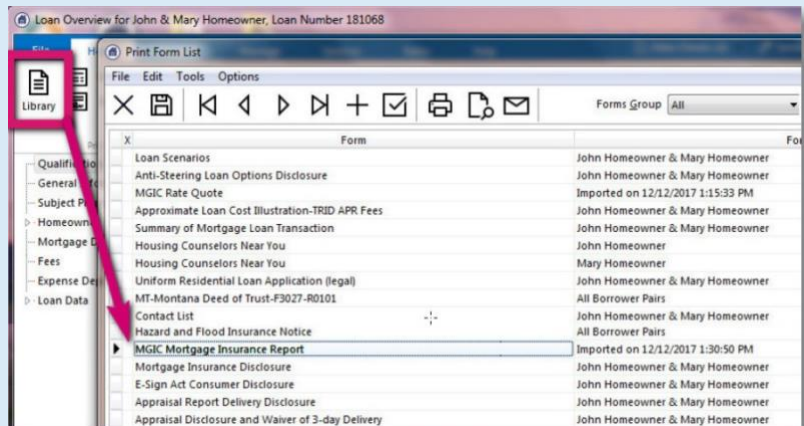 Loan Overview for John & Mary Homeowner, Loan Number 181068
File
Print Form List
File Edit Tools Options
Library
Forms Group All
X Form
Loan Scenarios John Homeowner & Mary Homeowner
Anti-Steering Loan Options Disclosure John Homeowner & Mary Homeowner
MGIC Rate Quote Imported on 12/12/2017 1:15:33 PM
Approximate Loan Cost Illustration-TRID APR Fees John Homeowner & Mary Homeowner
Summary of Mortgage Loan Transaction John Homeowner & Mary Homeowner
Housing Counselors Near You John Homeowner
Housing Counselors Near You Mary Homeowner
Uniform Residential Loan Application (legal) John Homeowner & Mary Homeowner
MT-Montana Deed of Trust-F3027-R0101 All Borrower Pairs
Contact List John Homeowner & Mary Homeowner
Hazard and Flood Insurance Notice All Borrower Pairs
MGIC Mortgage Insurance Report Imported on 12/12/2017 1:30:50 PM
Mortgage Insurance Disclosure John Homeowner & Mary Homeowner
E-Sign Act Consumer Disclosure John Homeowner & Mary Homeowner
Appraisal Report Delivery Disclosure John Homeowner & Mary Homeowner
Appraisal Disclosure and Waiver of 3-day Delivery John Homeowner & Mary Homeowner
General
Subject
Mortgage
Fees
Expense
Loan Data